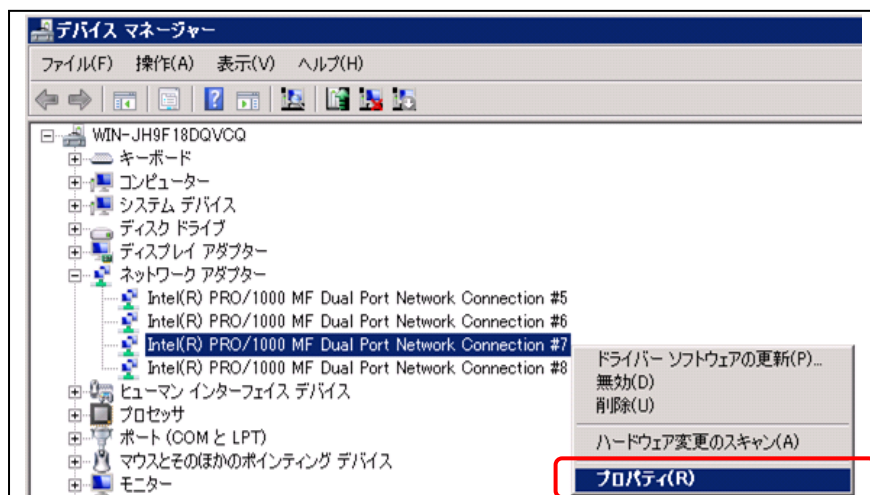 デバイス マネージャー
ファイル(F) 操作(A) 表示(V) ヘルプ(H)
WIN-JH9F18DQVCQ
キーボード
コンピューター
システム デバイス
ディスク ドライブ
ディスプレイ アダプター
ネットワーク アダプター
Intel(R) PRO/1000 MF Dual Port Network Connection #5
Intel(R) PRO/1000 MF Dual Port Network Connection #6
Intel(R) PRO/1000 MF Dual Port Network Connection #7
Intel(R) PRO/1000 MF Dual Port Network Connection #8
ヒューマン インターフェイス デバイス
プロセッサ
ポート (COM と LPT)
マウスとそのほかのポインティング デバイス
モニター
ドライバー ソフトウェアの更新(P)...
無効(D)
削除(U)
ハードウェア変更のスキャン(A)
プロパティ(R)